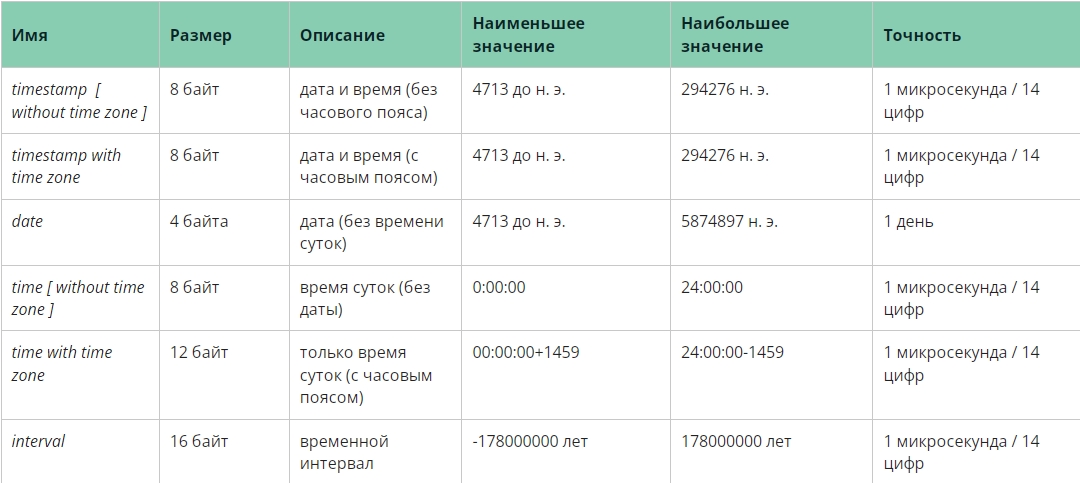 Имя
Размер
Описание
Наименьшее
значение
Наибольшее
значение
Точность
timestamp [
without time zone ]
8 байт
дата и время (без
часового пояса)
4713 до н. э.
294276 н. э.
1 микросекунда / 14
цифр
timestamp with
time zone
8 байт
дата и время (с
часовым поясом)
4713 до н. э.
294276 н. э.
1 микросекунда / 14
цифр
date
4 байта
дата (без времени
суток)
4713 до н. э.
5874897 н. э.
1 день
time [ without time
zone ]
8 байт
время суток (без
даты)
0:00:00
24:00:00
1 микросекунда / 14
цифр
time with time
zone
12 байт
только время
суток (с часовым
поясом)
00:00:00+1459
24:00:00-1459
1 микросекунда / 14
цифр
interval
16 байт
временной
интервал
-178000000 лет
178000000 лет
1 микросекунда / 14
цифр